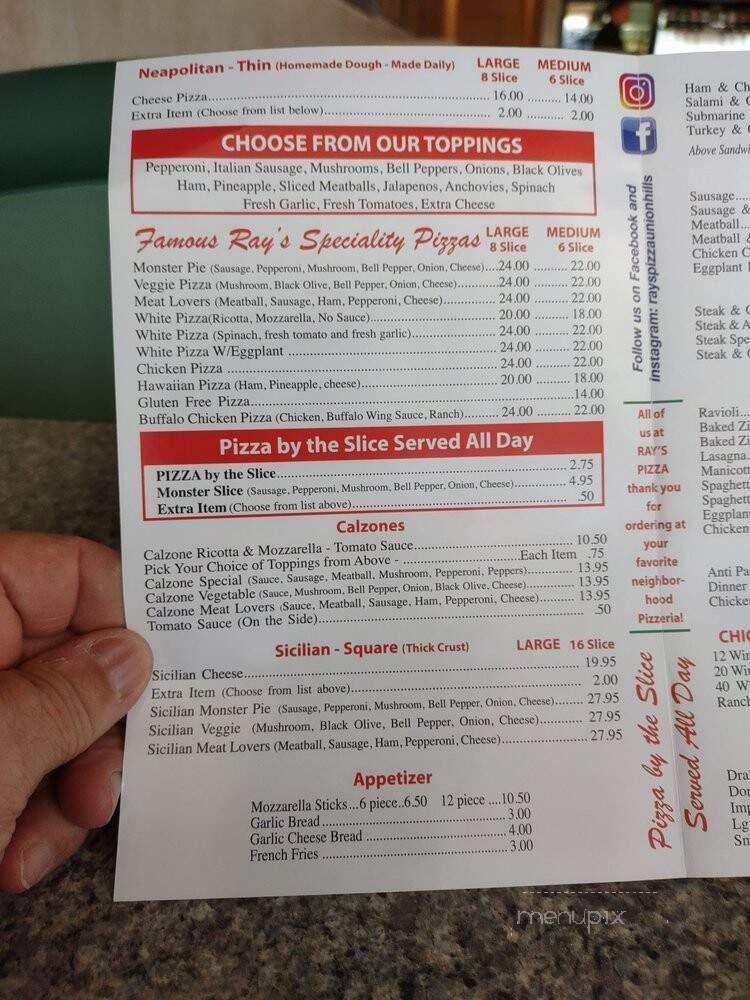 Neapolitan - Thin (Homemade Dough - Made Daily) LARGE MEDIUM
8 Slice 6 Slice
Cheese Pizza 16.00 14.00
Extra Item (Choose from list below) 2.00 2.00
CHOOSE FROM OUR TOPPINGS
Pepperoni, Italian Sausage, Mushrooms, Bell Peppers, Onions, Black Olives
Ham, Pineapple, Sliced Meatballs, Jalapenos, Anchovies, Spinach
Fresh Garlic, Fresh Tomatoes, Extra Cheese
Famous Ray's Speciality Pizzas LARGE MEDIUM
8 Slice 6 Slice
Monster Pie (Sausage, Pepperoni, Mushroom, Bell Pepper, Onion, Cheese)....24.00 .......... 22.00
Veggie Pizza (Mushroom, Black Olive, Bell Pepper, Onion, Cheese) 24.00 22.00
Meat Lovers (Meatball, Sausage, Ham, Pepperoni, Cheese) 24.00 22.00
White Pizza(Ricotta, Mozzarella, No Sauce) 20.00 18.00
White Pizza (Spinach, fresh tomato and fresh garlic) 24.00 22.00
White Pizza W/Eggplant 24.00 22.00
Chicken Pizza 24.00 22.00
Hawaiian Pizza (Ham, Pineapple, cheese) 20.00 18.00
Gluten Free Pizza 14.00
Buffalo Chicken Pizza (Chicken, Buffalo Wing Sauce, Ranch) 24.00 22.00
Pizza by the Slice Served All Day
PIZZA by the Slice 2.75
Monster Slice (Sausage, Pepperoni, Mushroom, Bell Pepper, Onion, Cheese) 4.95
Extra Item (Choose from list above) .50
Calzones
Calzone Ricotta & Mozzarella - Tomato Sauce 10.50
Pick Your Choice of Toppings from Above - Each Item .75
Calzone Special (Sauce, Sausage, Meatball, Mushroom, Pepperoni, Peppers) 13.95
Calzone Vegetable (Sauce, Mushroom, Bell Pepper, Onion, Black Olive, Cheese) 13.95
Calzone Meat Lovers (Sauce, Meatball, Sausage, Ham, Pepperoni, Cheese) 13.95
Tomato Sauce (On the Side) .50
Sicilian - Square (Thick Crust) LARGE 16 Slice
Sicilian Cheese 19.95
Extra Item (Choose from list above) 2.00
Sicilian Monster Pie (Sausage, Pepperoni, Mushroom, Bell Pepper, Onion, Cheese) 27.95
Sicilian Veggie (Mushroom, Black Olive, Bell Pepper, Onion, Cheese) 27.95
Sicilian Meat Lovers (Meatball, Sausage, Ham, Pepperoni, Cheese) 27.95
Appetizer
Mozzarella Sticks...6 piece..6.50 12 piece ....10.50
Garlic Bread 3.00
Garlic Cheese Bread 4.00
French Fries 3.00
Follow us on Facebook and
instagram: rayspizzaunionhills
All of
us at
RAY'S
PIZZA
thank you
for
ordering at
your
favorite
neighbor-
hood
Pizzeria!
Pizza by the Slice
Served All Day
Ham & Ch
Salami & C
Submarine
Turkey &
Above Sandwi
Sausage....
Sausage &
Meatball...
Meatball &
Chicken C
Eggplant
Steak & C
Steak & A
Steak Spe
Steak &
Ravioli...
Baked Zi
Baked Zi
Lasagna.
Manicott
Spaghett
Spaghett
Eggplan
Chicken
Anti Pa
Dinner
Chicke
CHIC
12 Win
20 Win
40 W
Ranch
Dra
Do
Imp
Lg
Sm
menupix